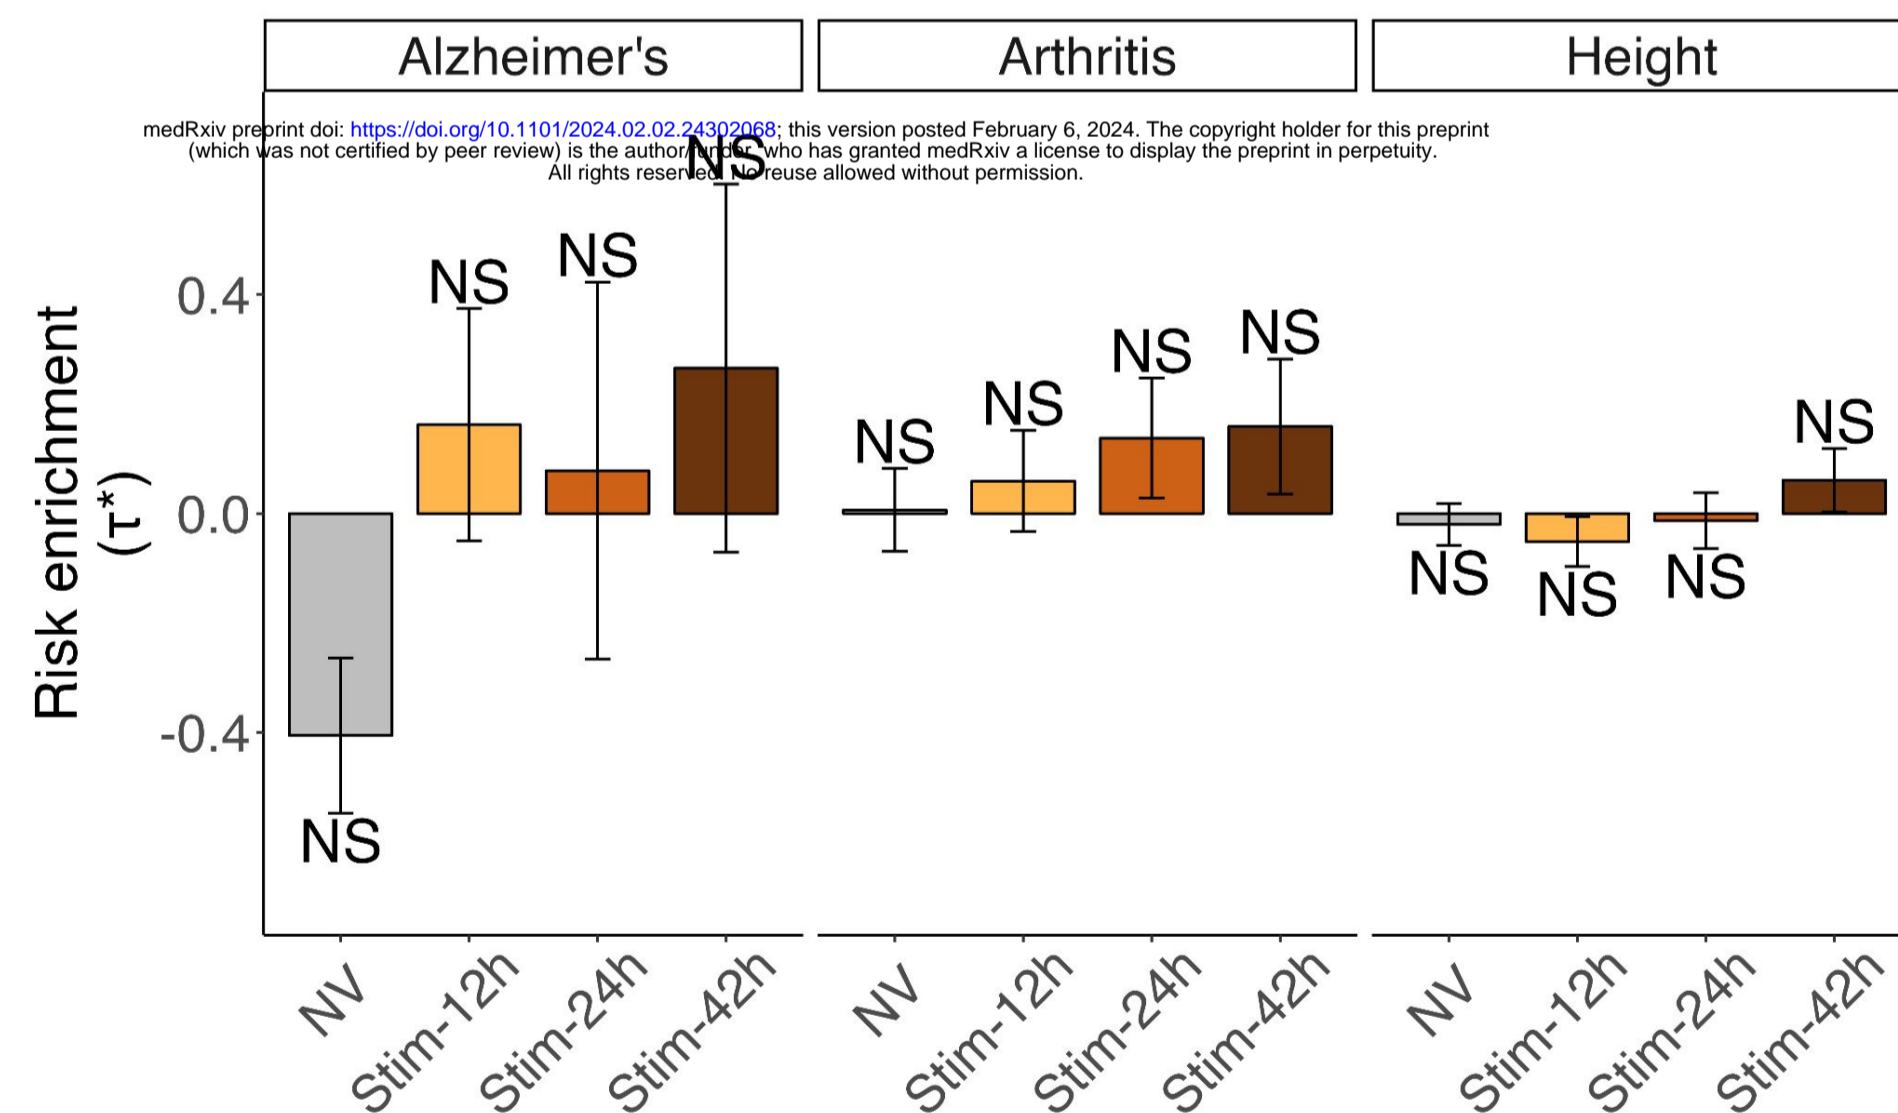 Alzheimer's
Arthritis
Height
medRxiv preprint doi: https://doi.org/10.1101/2024.02.02.24302068; this version posted February 6, 2024. The copyright holder for this preprint
(which was not certified by peer review) is the author/funder, who has granted medRxiv a license to display the preprint in perpetuity.
All rights reserved. No reuse allowed without permission.
Risk enrichment
(τ*)
0.4
0.0
-0.4
NS
NS
NS
NS
NS
NS
NS
NS
NS
NS
NS
NS
NV
Stim-12h
Stim-24h
Stim-42h
NV
Stim-12h
Stim-24h
Stim-42h
NV
Stim-12h
Stim-24h
Stim-42h